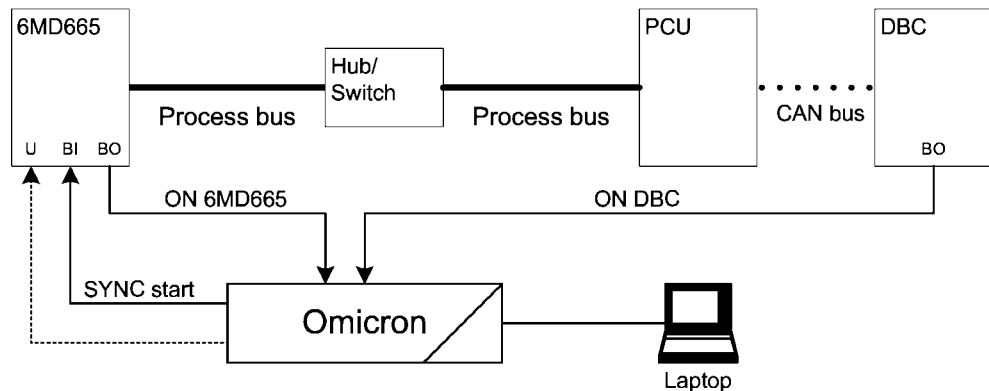 6MD665
Hub/
Switch
PCU
DBC
Process bus
Process bus
CAN bus
U BI BO
BO
ON 6MD665
ON DBC
SYNC start
Omicron
Laptop